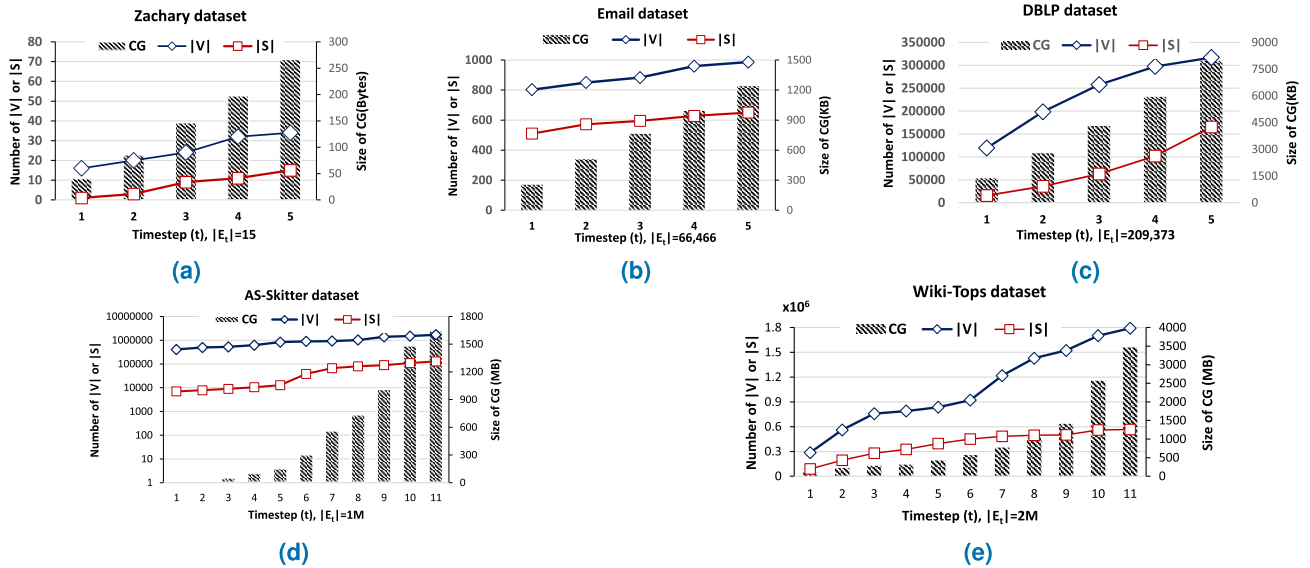 Zachary dataset
CG |V| |S|
Number of |V| or |S|
80
70
60
50
40
30
20
10
0
300
250
200
150
100
50
0
Size of CG(Bytes)
1 2 3 4 5
Timestep (t), |Et|=15
(a)
Email dataset
CG |V| |S|
Number of |V| or |S|
1000
800
600
400
200
0
1500
1200
900
600
300
0
Size of CG(KB)
1 2 3 4 5
Timestep (t), |Et|=66,466
(b)
DBLP dataset
CG |V| |S|
Number of |V| or |S|
350000
300000
250000
200000
150000
100000
50000
0
9000
7500
6000
4500
3000
1500
0
Size of CG(KB)
1 2 3 4 5
Timestep (t), |Et|=209,373
(c)
AS-Skitter dataset
CG |V| |S|
Number of |V| or |S|
10000000
1000000
100000
10000
1000
100
10
1
1800
1500
1200
900
600
300
0
Size of CG (MB)
1 2 3 4 5 6 7 8 9 10 11
Timestep (t), |Et|=1M
(d)
Wiki-Tops dataset
x10⁶
CG |V| |S|
Number of |V| or |S|
1.8
1.5
1.2
0.9
0.6
0.3
0
4000
3500
3000
2500
2000
1500
1000
500
0
Size of CG (MB)
1 2 3 4 5 6 7 8 9 10 11
Timestep (t), |Et|=2M
(e)